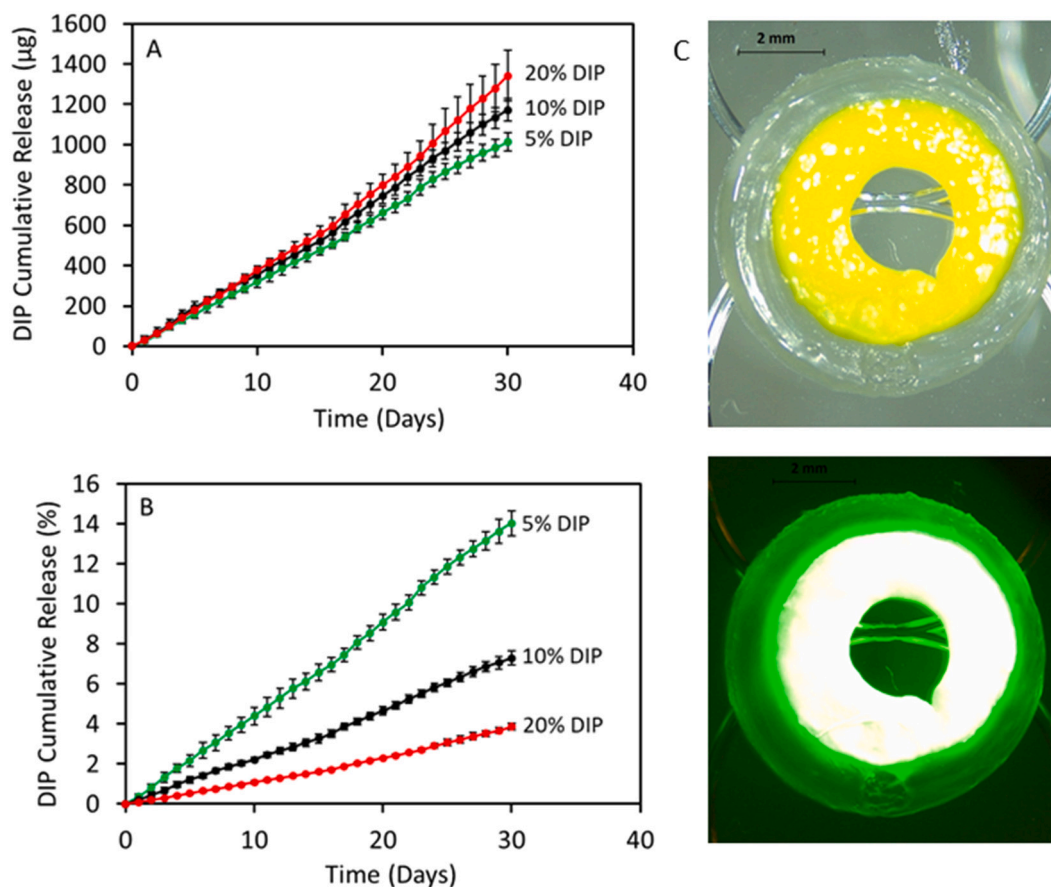 A
DIP Cumulative Release (µg)
1600
1400
1200
1000
800
600
400
200
0
20% DIP
10% DIP
5% DIP
0 10 20 30 40
Time (Days)
C
2 mm
B
DIP Cumulative Release (%)
16
14
12
10
8
6
4
2
0
5% DIP
10% DIP
20% DIP
0 10 20 30 40
Time (Days)
2 mm